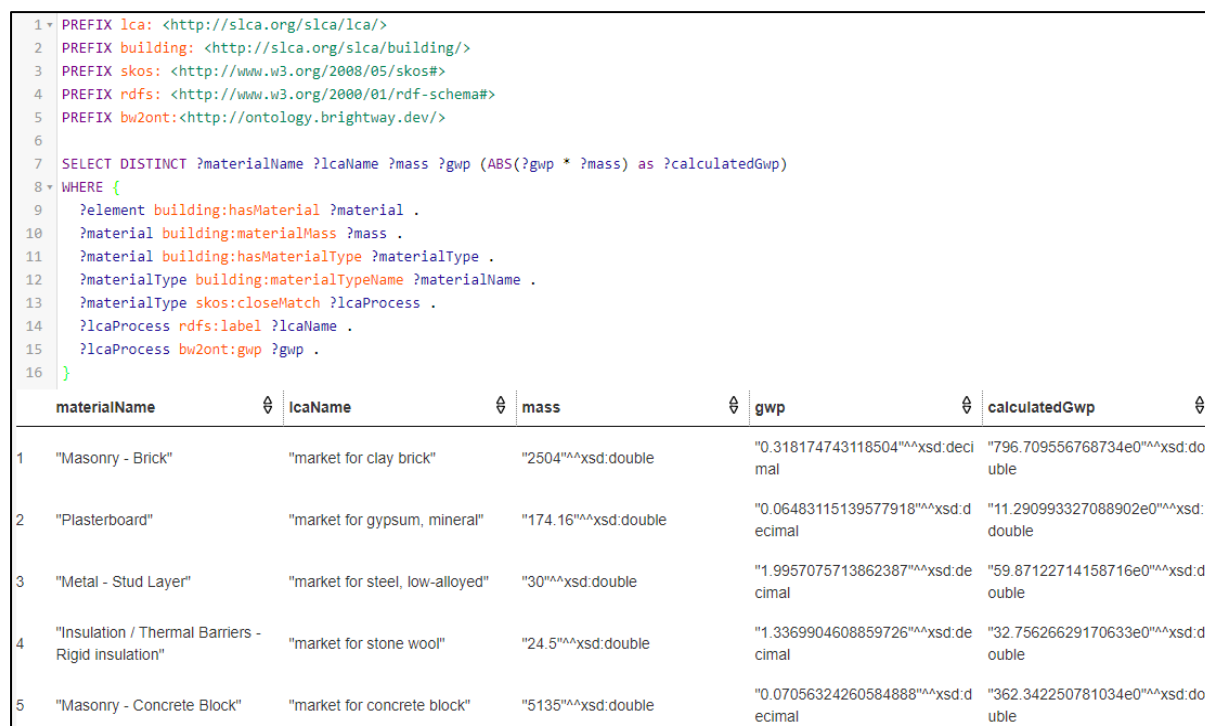 1 PREFIX lca: <http://slca.org/slca/lca/>
2 PREFIX building: <http://slca.org/slca/building/>
3 PREFIX skos: <http://www.w3.org/2008/05/skos#>
4 PREFIX rdfs: <http://www.w3.org/2000/01/rdf-schema#>
5 PREFIX bw2ont:<http://ontology.brightway.dev/>
6
7 SELECT DISTINCT ?materialName ?lcaName ?mass ?gwp (ABS(?gwp * ?mass) as ?calculatedGwp)
8 WHERE {
9 ?element building:hasMaterial ?material .
10 ?material building:materialMass ?mass .
11 ?material building:hasMaterialType ?materialType .
12 ?materialType building:materialTypeName ?materialName .
13 ?materialType skos:closeMatch ?lcaProcess .
14 ?lcaProcess rdfs:label ?lcaName .
15 ?lcaProcess bw2ont:gwp ?gwp .
16 }
materialName lcaName mass gwp calculatedGwp
1 "Masonry - Brick" "market for clay brick" "2504"^^xsd:double "0.318174743118504"^^xsd:deci "796.709556768734e0"^^xsd:do
mal uble
2 "Plasterboard" "market for gypsum, mineral" "174.16"^^xsd:double "0.06483115139577918"^^xsd:d "11.290993327088902e0"^^xsd:
ecimal double
3 "Metal - Stud Layer" "market for steel, low-alloyed" "30"^^xsd:double "1.9957075713862387"^^xsd:de "59.87122714158716e0"^^xsd:d
cimal ouble
4 "Insulation / Thermal Barriers - "market for stone wool" "24.5"^^xsd:double "1.3369904608859726"^^xsd:de "32.75626629170633e0"^^xsd:d
Rigid insulation" cimal ouble
5 "Masonry - Concrete Block" "market for concrete block" "5135"^^xsd:double "0.07056324260584888"^^xsd:d "362.342250781034e0"^^xsd:do
ecimal uble